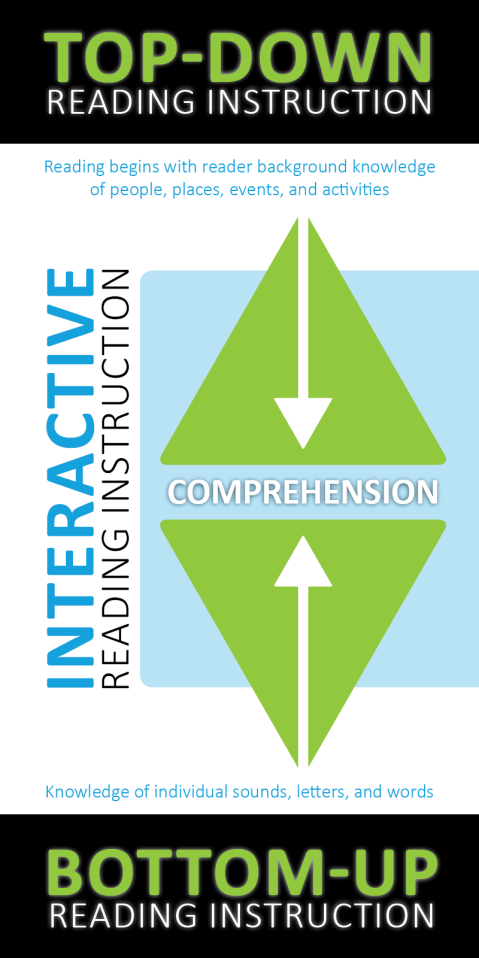 TOP-DOWN
READING INSTRUCTION
Reading begins with reader background knowledge
of people, places, events, and activities
INTERACTIVE
READING INSTRUCTION
COMPREHENSION
Knowledge of individual sounds, letters, and words
BOTTOM-UP
READING INSTRUCTION